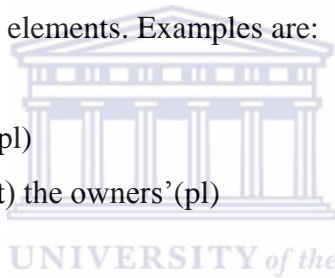 elements. Examples are:
pl)
t) the owners’(pl)
UNIVERSITY of the